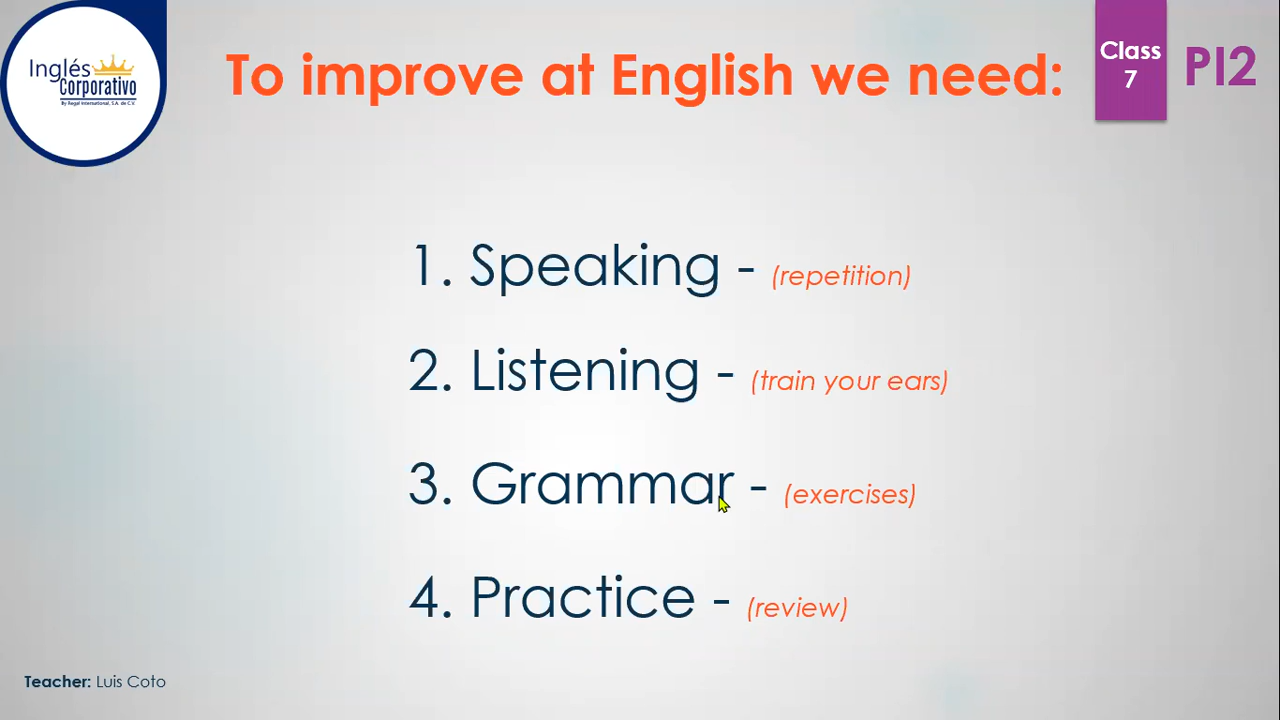 Inglés
Corporativo
By Regal International, S.A. de C.V.
To improve at English we need:
Class
7
PI2
1. Speaking - (repetition)
2. Listening - (train your ears)
3. Grammar - (exercises)
4. Practice - (review)
Teacher: Luis Coto